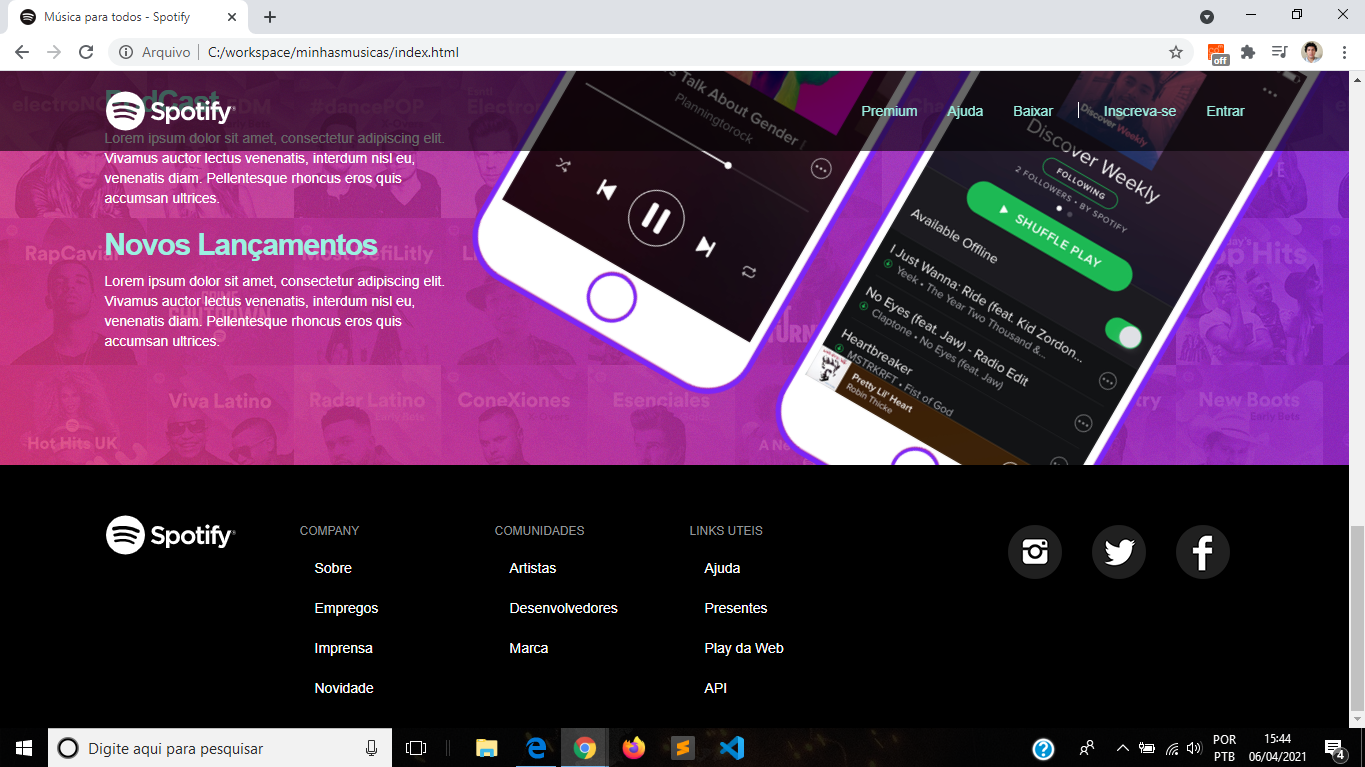 Música para todos - Spotify
Arquivo
C:/workspace/minhasmusicas/index.html
off
PodCast
Spotify
Premium
Ajuda
Baixar
Inscreva-se
Entrar
Lorem ipsum dolor sit amet, consectetur adipiscing elit.
Vivamus auctor lectus venenatis, interdum nisl eu,
venenatis diam. Pellentesque rhoncus eros quis
accumsan ultrices.
Novos Lançamentos
Lorem ipsum dolor sit amet, consectetur adipiscing elit.
Vivamus auctor lectus venenatis, interdum nisl eu,
venenatis diam. Pellentesque rhoncus eros quis
accumsan ultrices.
#dancePOP
RapCaviar
Viva Latino
Radar Latino
ConeXiones
Esenciales
New Boots
Hot Hits UK
s Talk About Gender
Planningtorock
Discover Weekly
Discover Weekly
FOLLOWING
2 FOLLOWERS • BY SPOTIFY
SHUFFLE PLAY
Available Offline
I Just Wanna: Ride (feat. Kid Zordon...
Yeek • The Year Two Thousand &...
No Eyes (feat. Jaw) - Radio Edit
Claptone • No Eyes (feat. Jaw)
Heartbreaker
MSTRKRFT • Fist of God
Pretty Lil' Heart
Robin Thicke
Spotify
COMPANY
Sobre
Empregos
Imprensa
Novidade
COMUNIDADES
Artistas
Desenvolvedores
Marca
LINKS UTEIS
Ajuda
Presentes
Play da Web
API
Digite aqui para pesquisar
POR
PTB
15:44
06/04/2021
4